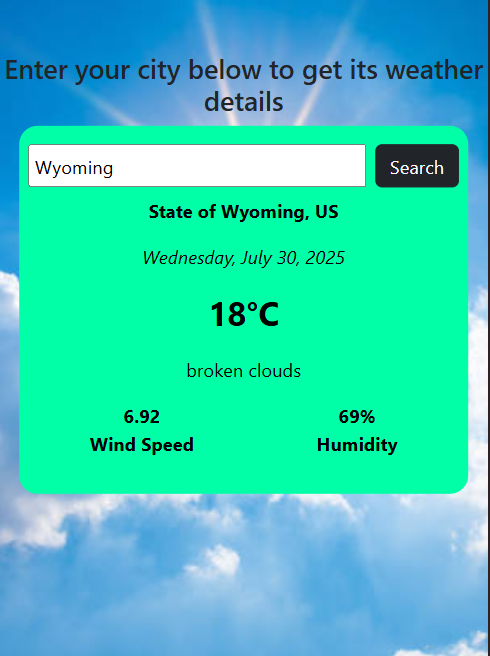 Enter your city below to get its weather
details
Wyoming
Search
State of Wyoming, US
Wednesday, July 30, 2025
18°C
broken clouds
6.92
69%
Wind Speed
Humidity